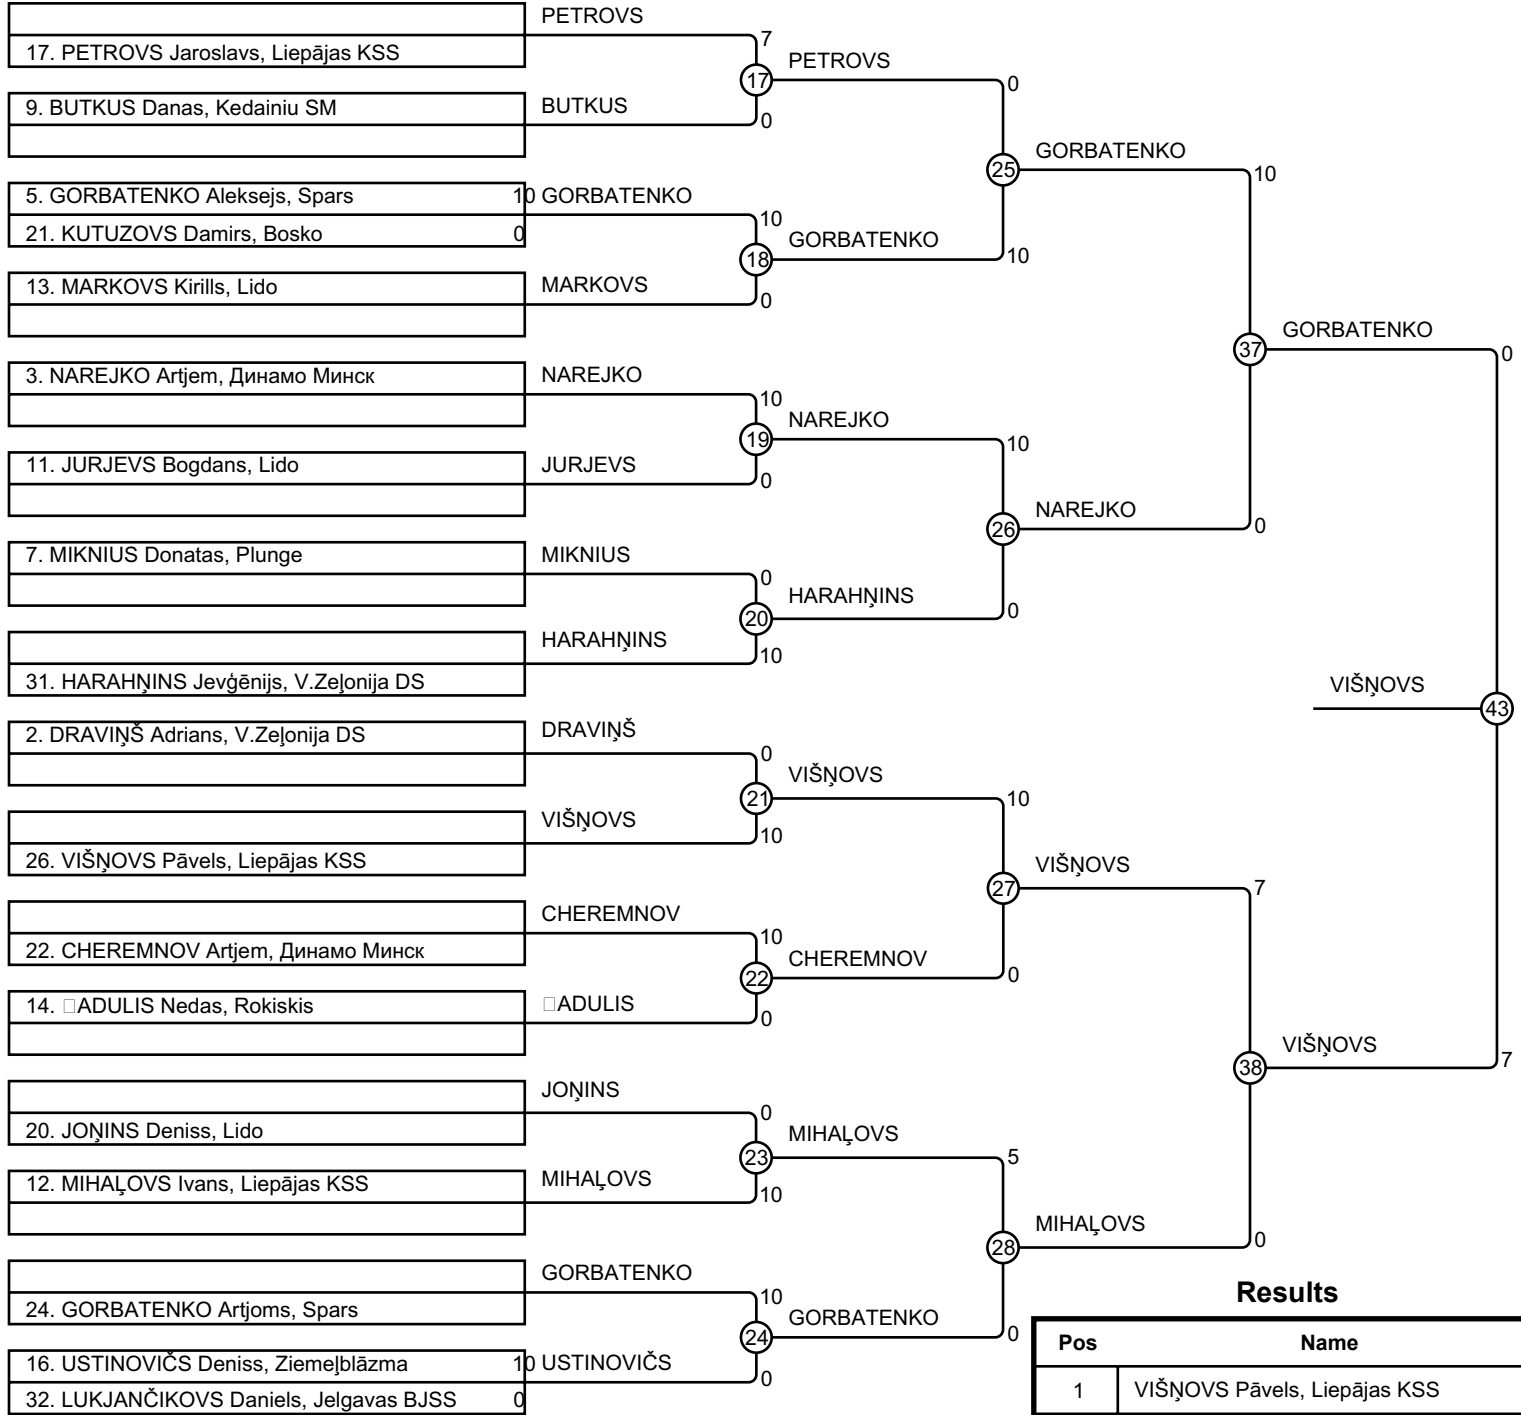 PETROVS
17. PETROVS Jaroslavs, Liepājas KSS
7
17
PETROVS
0
9. BUTKUS Danas, Kedainiu SM
BUTKUS
0
25
GORBATENKO
10
5. GORBATENKO Aleksejs, Spars 10
GORBATENKO
21. KUTUZOVS Damirs, Bosko 0
10
18
GORBATENKO
10
13. MARKOVS Kirills, Lido
MARKOVS
0
37
GORBATENKO
0
3. NAREJKO Artjem, Динамо Минск
NAREJKO
10
19
NAREJKO
10
11. JURJEVS Bogdans, Lido
JURJEVS
0
26
NAREJKO
0
7. MIKNIUS Donatas, Plunge
MIKNIUS
0
20
HARAHŅINS
0
HARAHŅINS
10
31. HARAHŅINS Jevģēnijs, V.Zeļonija DS
VIŠŅOVS
43
2. DRAVIŅŠ Adrians, V.Zeļonija DS
DRAVIŅŠ
0
21
VIŠŅOVS
10
VIŠŅOVS
10
26. VIŠŅOVS Pāvels, Liepājas KSS
27
VIŠŅOVS
7
CHEREMNOV
22. CHEREMNOV Artjem, Динамо Минск
10
22
CHEREMNOV
0
14. □ADULIS Nedas, Rokiskis
□ADULIS
0
38
VIŠŅOVS
7
JOŅINS
20. JOŅINS Deniss, Lido
0
23
MIHAĻOVS
5
12. MIHAĻOVS Ivans, Liepājas KSS
MIHAĻOVS
10
28
MIHAĻOVS
0
GORBATENKO
24. GORBATENKO Artjoms, Spars
10
24
GORBATENKO
0
16. USTINOVIČS Deniss, Ziemeļblāzma 10
USTINOVIČS
0
32. LUKJANČIKOVS Daniels, Jelgavas BJSS 0
Results
Pos Name
1 VIŠŅOVS Pāvels, Liepājas KSS